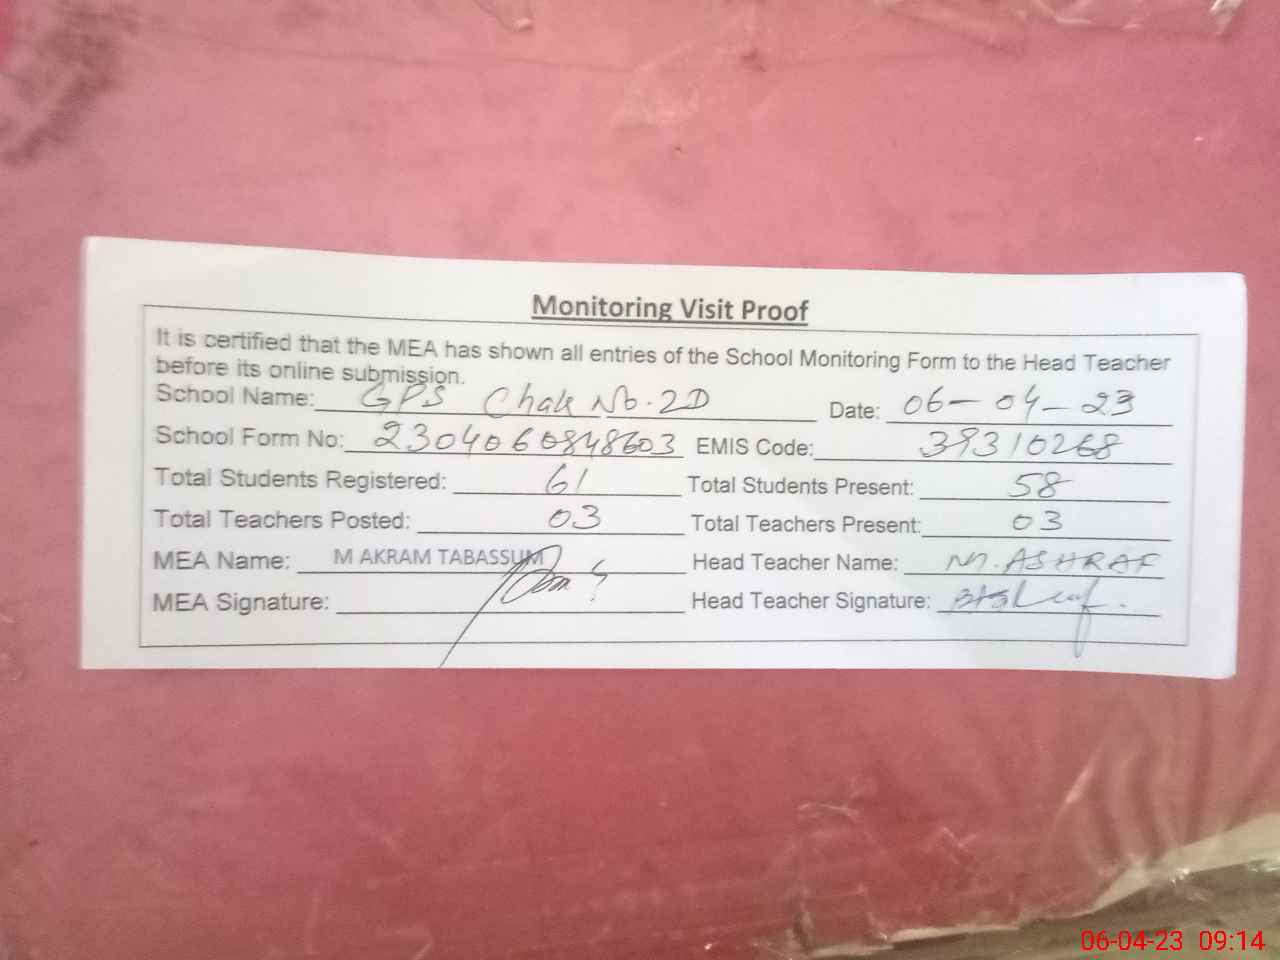 Monitoring Visit Proof
It is certified that the MEA has shown all entries of the School Monitoring Form to the Head Teacher
before its online submission.
School Name: GPS Chak No. 2D Date: 06-04-23
School Form No: 2304060848603 EMIS Code: 39310268
Total Students Registered: 61 Total Students Present: 58
Total Teachers Posted: 03 Total Teachers Present: 03
MEA Name: M AKRAM TABASSUM Head Teacher Name: M. ASHRAF
MEA Signature: Head Teacher Signature:
06-04-23 09:14